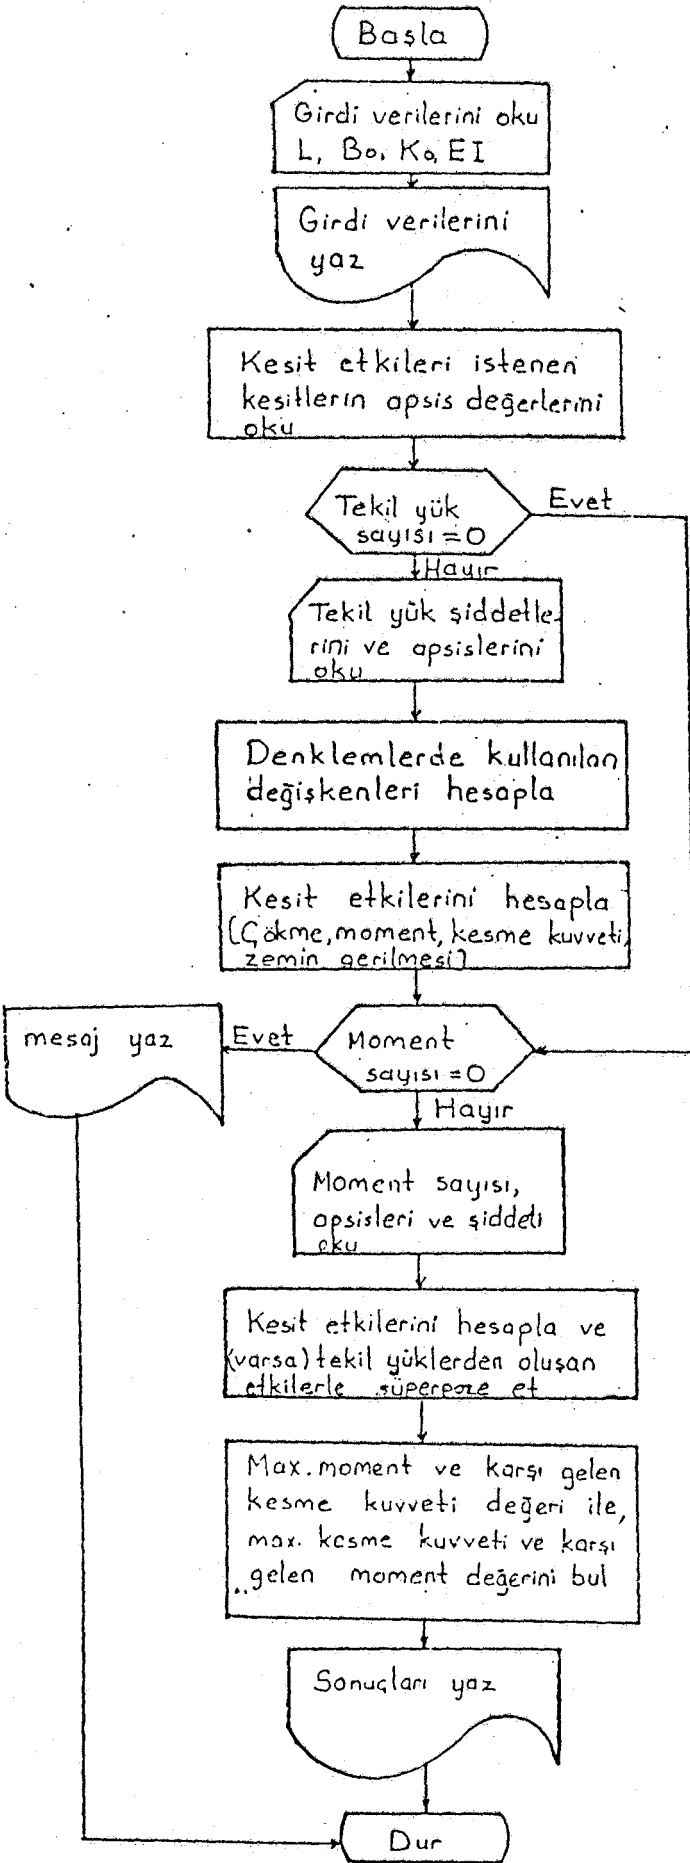 Başla
Girdi verilerini oku
L, Bo, Ko, EI
Girdi verilerini
yaz
Kesit etkileri istenen
kesitlerin apsis değerlerini
oku
Tekil yük
sayısı = 0
Evet
Hayır
Tekil yük şiddetle-
rini ve apsislerini
oku
Denklemlerde kullanılan
değişkenleri hesapla
Kesit etkilerini hesapla
(Çökme, moment, kesme kuvveti,
zemin gerilmesi)
mesaj yaz
Evet
Moment
sayısı = 0
Hayır
Moment sayısı,
apsisleri ve şiddeti
oku
Kesit etkilerini hesapla ve
(varsa) tekil yüklerden oluşan
etkilerle süperpoze et
Max. moment ve karşı gelen
kesme kuvveti değeri ile,
max. kesme kuvveti ve karşı
gelen moment değerini bul
Sonuçları yaz
Dur